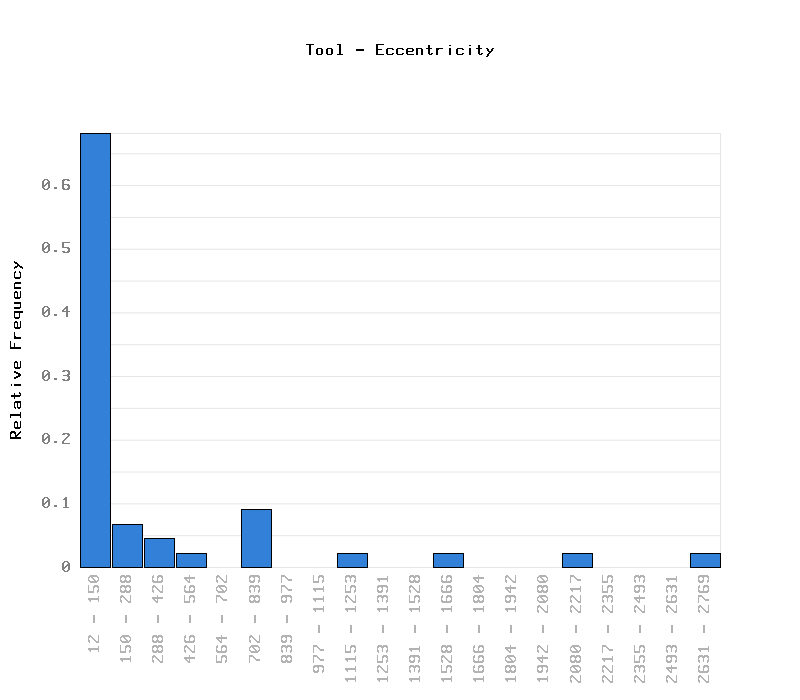 Tool - Eccentricity
Relative Frequency
0.6
0.5
0.4
0.3
0.2
0.1
0
12 - 150
150 - 288
288 - 426
426 - 564
564 - 702
702 - 839
839 - 977
977 - 1115
1115 - 1253
1253 - 1391
1391 - 1528
1528 - 1666
1666 - 1804
1804 - 1942
1942 - 2080
2080 - 2217
2217 - 2355
2355 - 2493
2493 - 2631
2631 - 2769